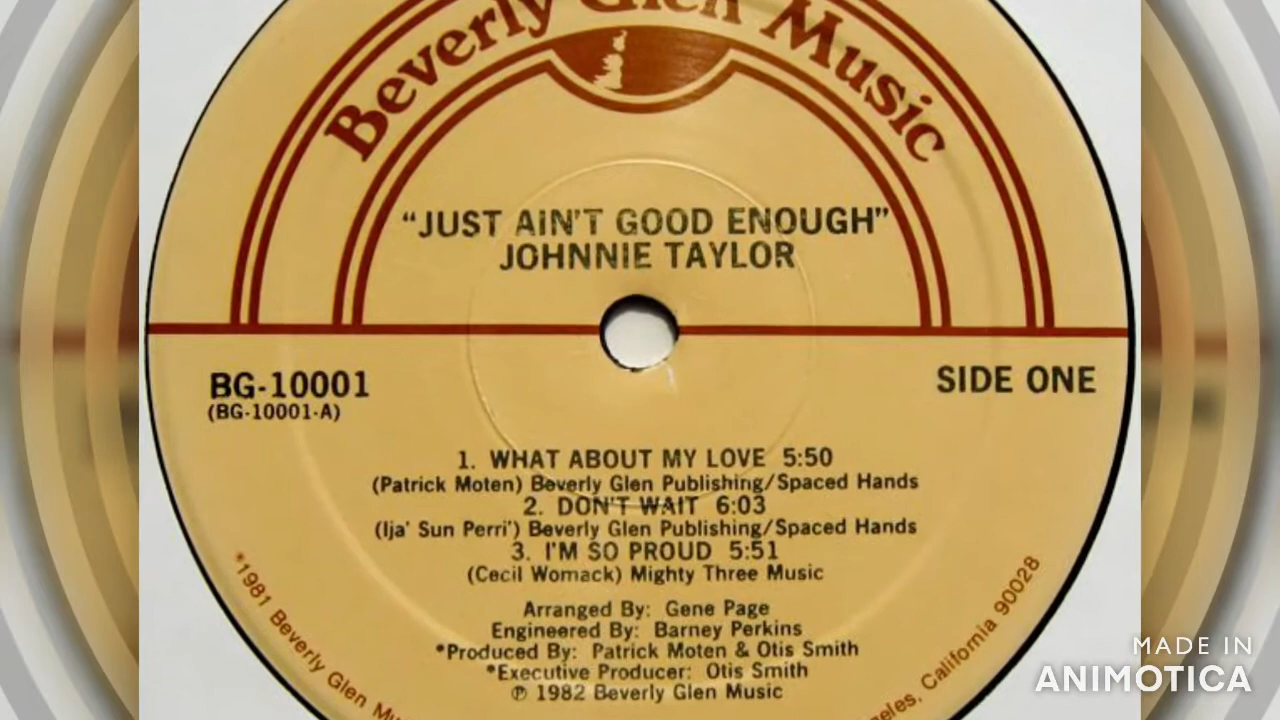 Beverly Glen Music
“JUST AIN'T GOOD ENOUGH”
JOHNNIE TAYLOR
BG-10001
(BG-10001-A)
SIDE ONE
1. WHAT ABOUT MY LOVE 5:50
(Patrick Moten) Beverly Glen Publishing/Spaced Hands
2. DON'T WAIT 6:03
(Ija' Sun Perri') Beverly Glen Publishing/Spaced Hands
3. I'M SO PROUD 5:51
(Cecil Womack) Mighty Three Music
Arranged By: Gene Page
Engineered By: Barney Perkins
*Produced By: Patrick Moten & Otis Smith
*Executive Producer: Otis Smith
℗ 1982 Beverly Glen Music
*1981 Beverly Glen
California 90028
MADE IN
ANIMOTICA